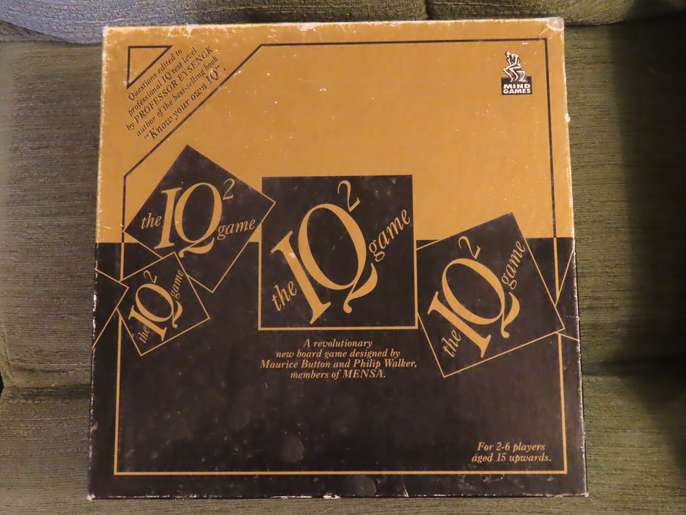 Questions edited to
professional IQ test level
by PROFESSOR EYSENCK
author of the best-selling book
"Know your own IQ".
MIND
GAMES
the IQ2 game
the IQ2 game
the IQ2 game
the IQ2 game
A revolutionary
new board game designed by
Maurice Button and Philip Walker,
members of MENSA.
For 2-6 players
aged 15 upwards.